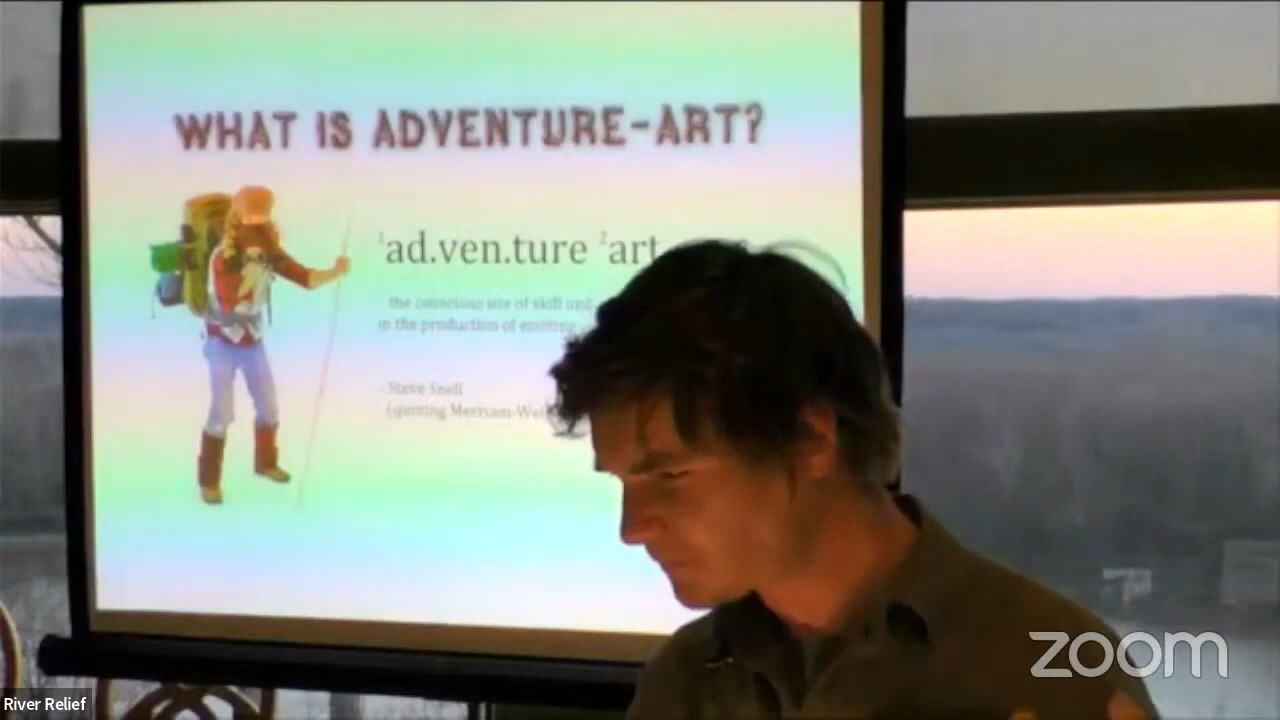 WHAT IS ADVENTURE-ART?
¹ad.ven.ture ²art
the conscious use of skill and
in the production of exciting
- Steve Snell
(quoting Merriam-We
zoom
River Relief